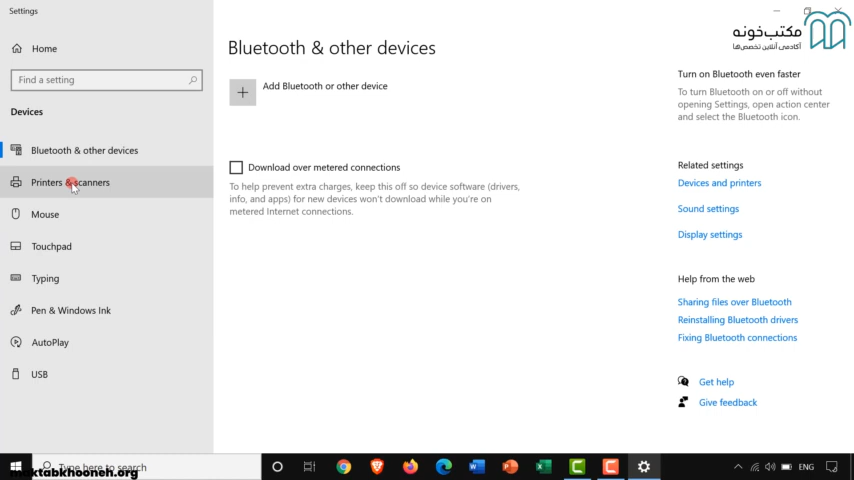 Settings
مکتب‌خونه
آکادمی آنلاین تخصص‌ها
Home
Find a setting
Devices
Bluetooth & other devices
Printers & scanners
Mouse
Touchpad
Typing
Pen & Windows Ink
AutoPlay
USB
Bluetooth & other devices
Add Bluetooth or other device
Download over metered connections
To help prevent extra charges, keep this off so device software (drivers,
info, and apps) for new devices won't download while you're on
metered Internet connections.
Turn on Bluetooth even faster
To turn Bluetooth on or off without
opening Settings, open action center
and select the Bluetooth icon.
Related settings
Devices and printers
Sound settings
Display settings
Help from the web
Sharing files over Bluetooth
Reinstalling Bluetooth drivers
Fixing Bluetooth connections
Get help
Give feedback
Type here to search
maktabkhooneh.org
ENG